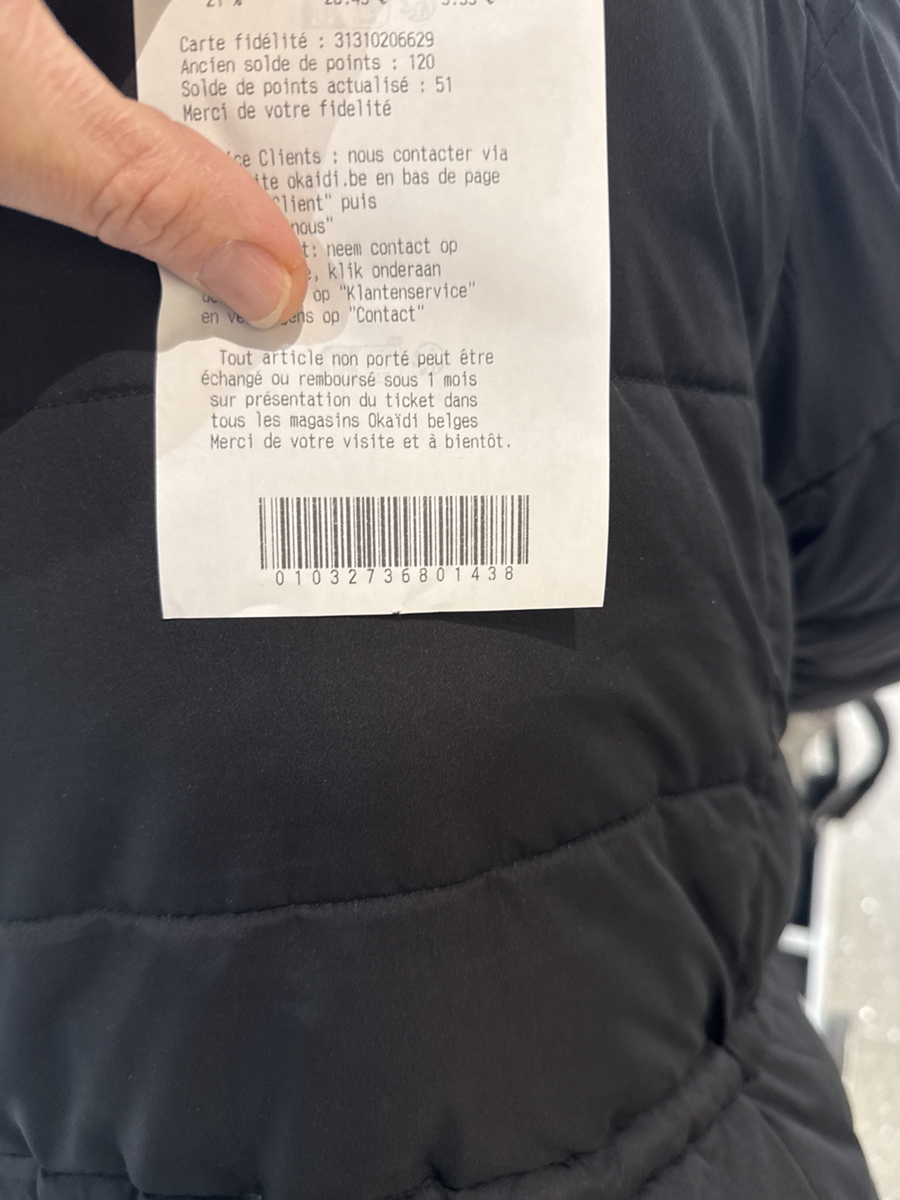 21 %
Carte fidélité : 31310206629
Ancien solde de points : 120
Solde de points actualisé : 51
Merci de votre fidelité
Clients : nous contacter via
okaidi.be en bas de page
puis
nous"
neem contact op
klik onderaan
op "Klantenservice"
en op "Contact"
Tout article non porté peut être
échangé ou remboursé sous 1 mois
sur présentation du ticket dans
tous les magasins Okaïdi belges
Merci de votre visite et à bientôt.
01032736801438